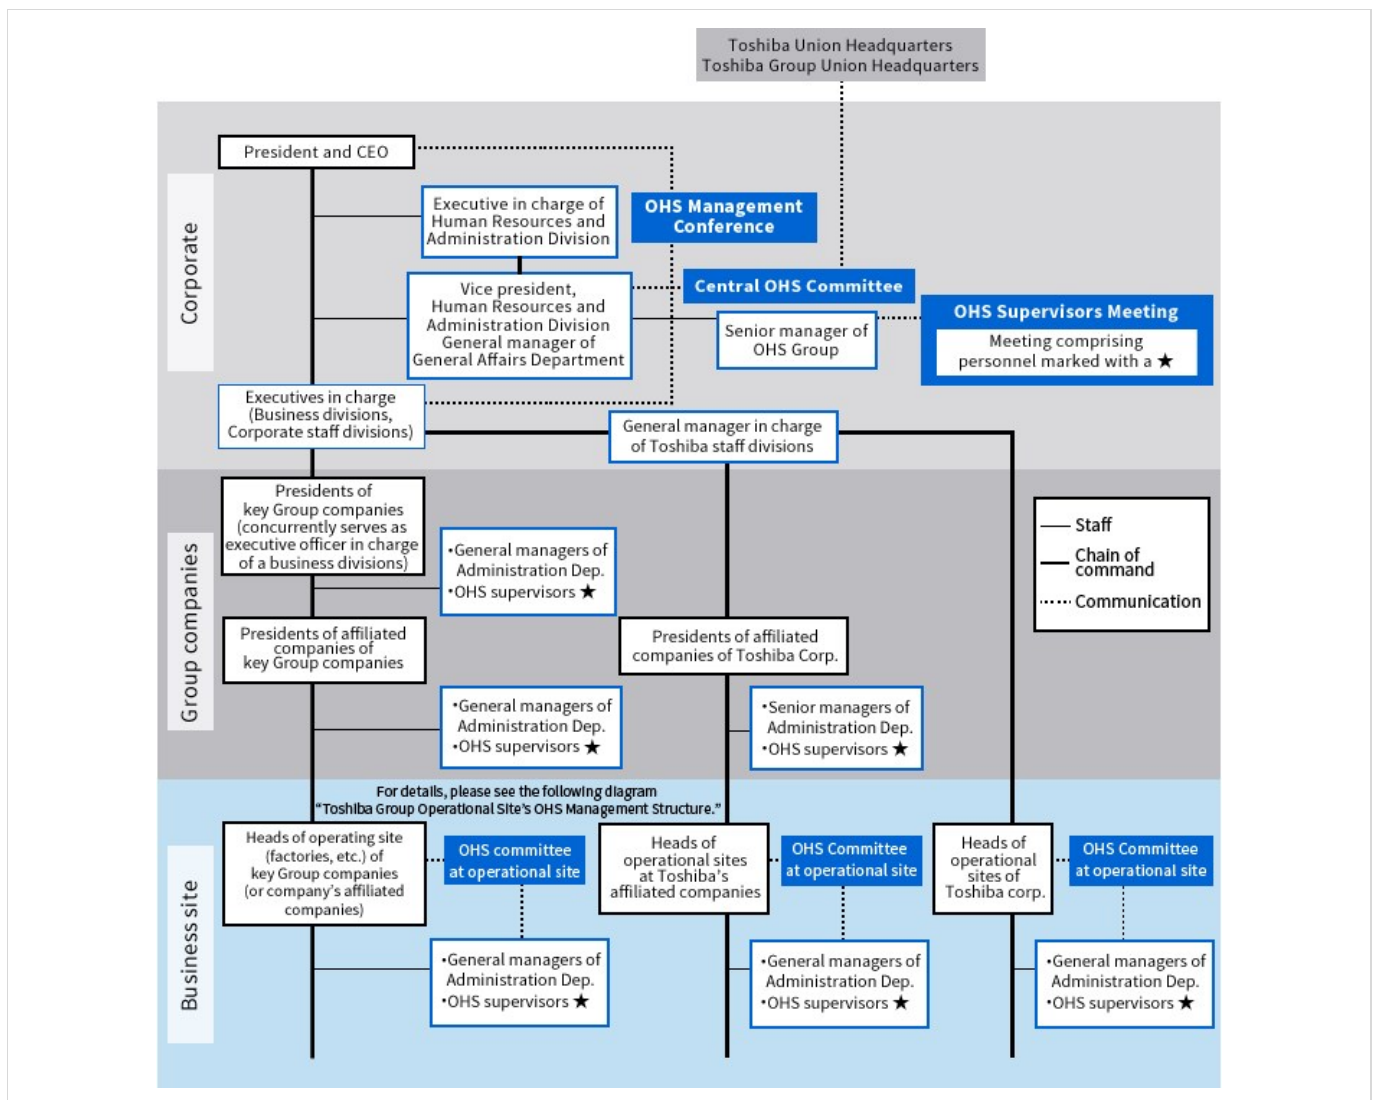 Toshiba Union Headquarters
Toshiba Group Union Headquarters
Corporate
President and CEO
Executive in charge of
Human Resources and
Administration Division
OHS Management
Conference
Vice president,
Human Resources and
Administration Division
General manager of
General Affairs Department
Central OHS Committee
Senior manager of
OHS Group
OHS Supervisors Meeting
Meeting comprising
personnel marked with a ★
Executives in charge
(Business divisions,
Corporate staff divisions)
General manager in charge
of Toshiba staff divisions
Group companies
Presidents of
key Group companies
(concurrently serves as
executive officer in charge
of a business divisions)
•General managers of
Administration Dep.
•OHS supervisors ★
Staff
Chain of
command
Communication
Presidents of affiliated
companies of
key Group companies
Presidents of affiliated
companies of Toshiba Corp.
•General managers of
Administration Dep.
•OHS supervisors ★
•Senior managers of
Administration Dep.
•OHS supervisors ★
Business site
For details, please see the following diagram
“Toshiba Group Operational Site’s OHS Management Structure.”
Heads of operating site
(factories, etc.) of
key Group companies
(or company’s affiliated
companies)
OHS committee
at operational site
Heads of
operational sites
at Toshiba’s
affiliated companies
OHS Committee
at operational site
Heads of
operational
sites of
Toshiba corp.
OHS Committee
at operational site
•General managers of
Administration Dep.
•OHS supervisors ★
•General managers of
Administration Dep.
•OHS supervisors ★
•General managers of
Administration Dep.
•OHS supervisors ★